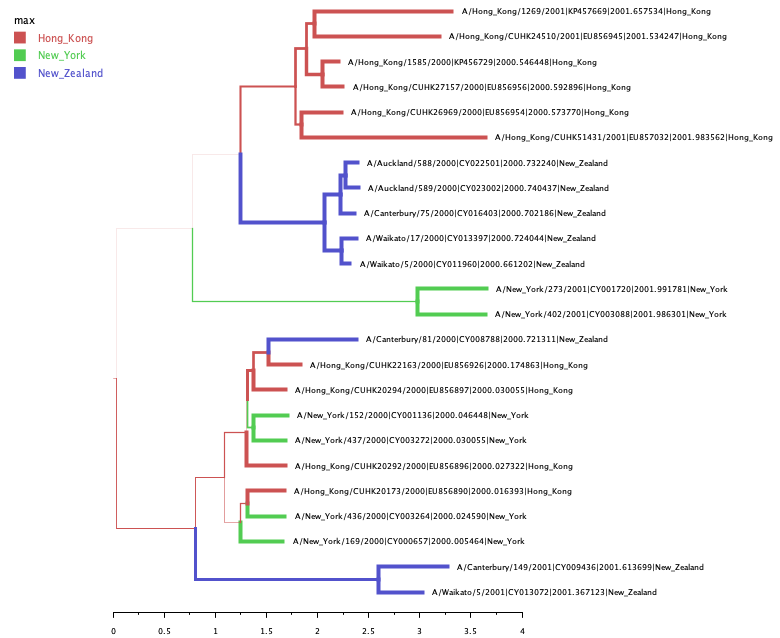 max
Hong_Kong
New_York
New_Zealand
A/Hong_Kong/1269/2001|KP457669|2001.657534|Hong_Kong
A/Hong_Kong/CUHK24510/2001|EU856945|2001.534247|Hong_Kong
A/Hong_Kong/1585/2000|KP456729|2000.546448|Hong_Kong
A/Hong_Kong/CUHK27157/2000|EU856956|2000.592896|Hong_Kong
A/Hong_Kong/CUHK26969/2000|EU856954|2000.573770|Hong_Kong
A/Hong_Kong/CUHK51431/2001|EU857032|2001.983562|Hong_Kong
A/Auckland/588/2000|CY022501|2000.732240|New_Zealand
A/Auckland/589/2000|CY023002|2000.740437|New_Zealand
A/Canterbury/75/2000|CY016403|2000.702186|New_Zealand
A/Waikato/17/2000|CY013397|2000.724044|New_Zealand
A/Waikato/5/2000|CY011960|2000.661202|New_Zealand
A/New_York/273/2001|CY001720|2001.991781|New_York
A/New_York/402/2001|CY003088|2001.986301|New_York
A/Canterbury/81/2000|CY008788|2000.721311|New_Zealand
A/Hong_Kong/CUHK22163/2000|EU856926|2000.174863|Hong_Kong
A/Hong_Kong/CUHK20294/2000|EU856897|2000.030055|Hong_Kong
A/New_York/152/2000|CY001136|2000.046448|New_York
A/New_York/437/2000|CY003272|2000.030055|New_York
A/Hong_Kong/CUHK20292/2000|EU856896|2000.027322|Hong_Kong
A/Hong_Kong/CUHK20173/2000|EU856890|2000.016393|Hong_Kong
A/New_York/436/2000|CY003264|2000.024590|New_York
A/New_York/169/2000|CY000657|2000.005464|New_York
A/Canterbury/149/2001|CY009436|2001.613699|New_Zealand
A/Waikato/5/2001|CY013072|2001.367123|New_Zealand
0 0.5 1 1.5 2 2.5 3 3.5 4